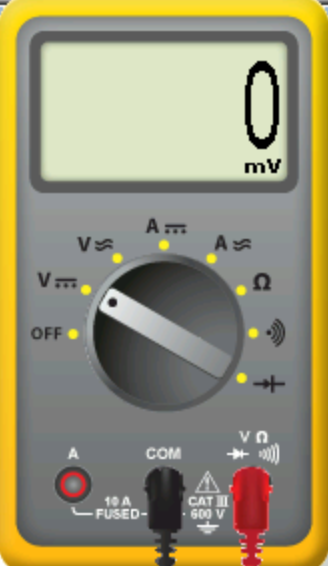 0
mV
A ⎓
V ≂
A ≂
V ⎓
Ω
OFF
V Ω
A
COM
10 A
FUSED
CAT III
600 V